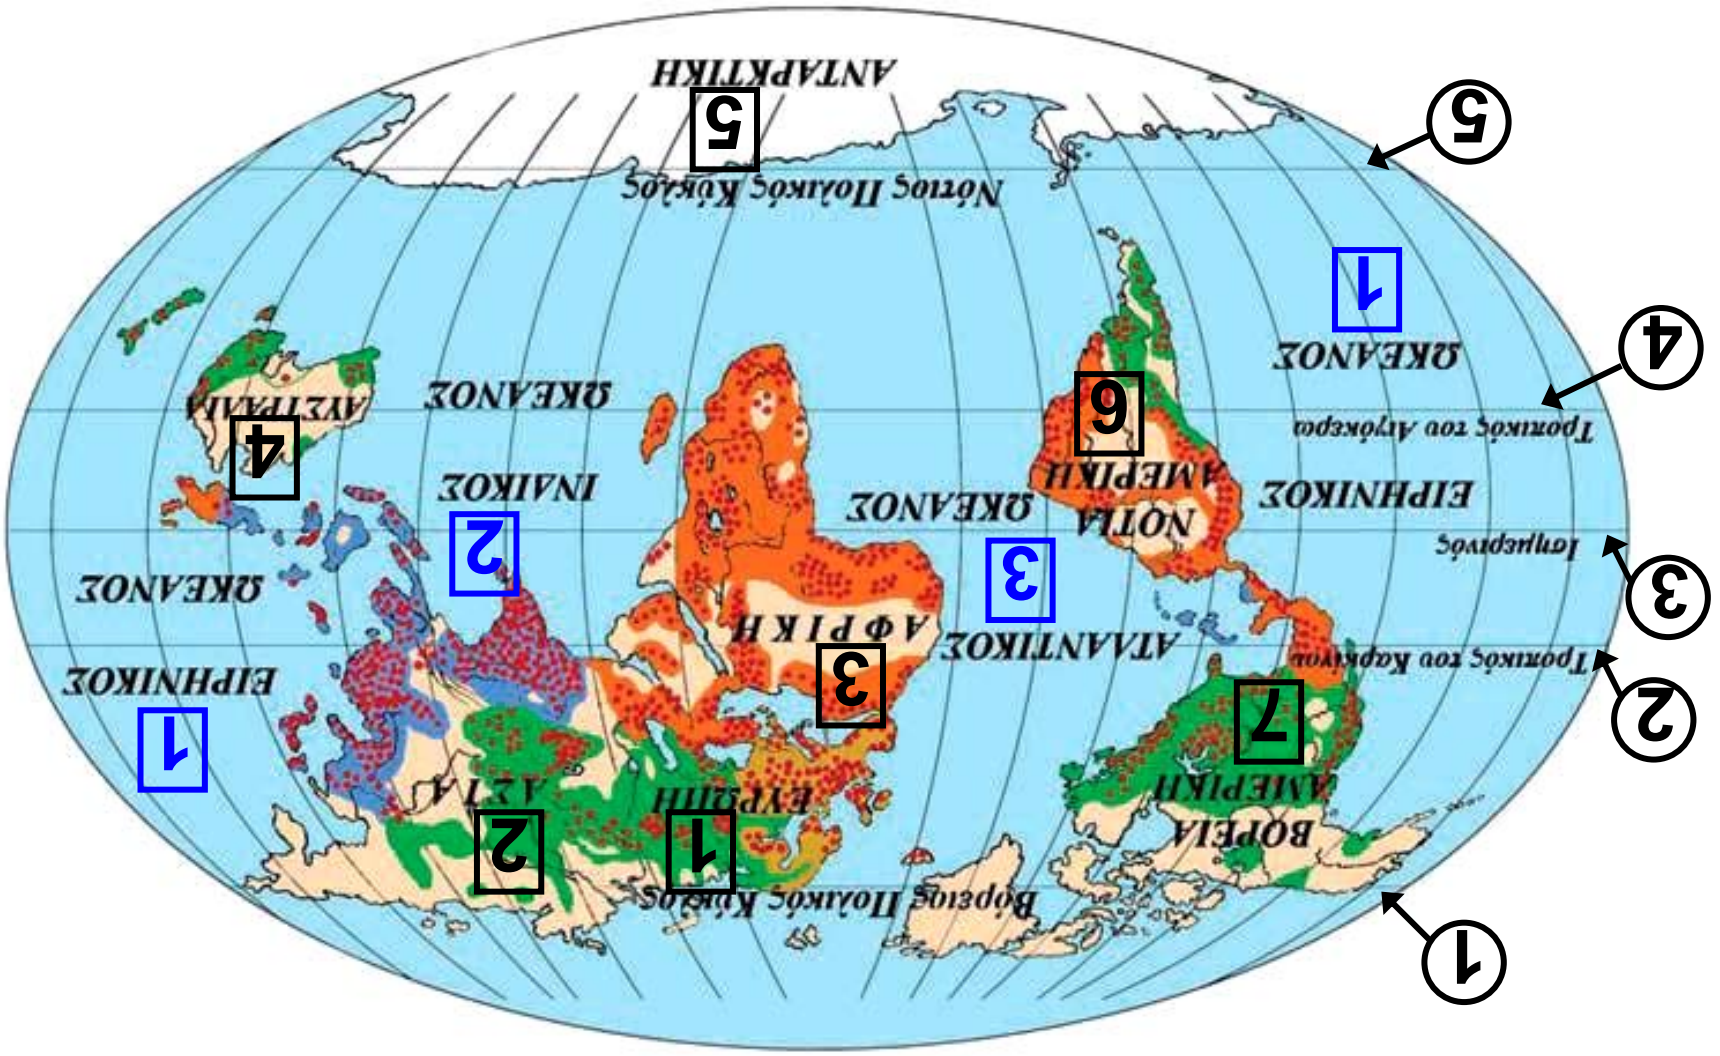 1
Βόρειος Πολικός Κύκλος
ΒΟΡΕΙΑ
ΑΜΕΡΙΚΗ
7
1
ΕΥΡΩΠΗ
2
ΑΣΙΑ
2
Τροπικός του Καρκίνου
3
ΑΦΡΙΚΗ
1
ΕΙΡΗΝΙΚΟΣ
ΩΚΕΑΝΟΣ
ΑΤΛΑΝΤΙΚΟΣ
3
ΩΚΕΑΝΟΣ
3
Ισημερινός
ΝΟΤΙΑ
ΑΜΕΡΙΚΗ
6
2
ΙΝΔΙΚΟΣ
ΩΚΕΑΝΟΣ
4
ΑΥΣΤΡΑΛΙΑ
ΕΙΡΗΝΙΚΟΣ
Τροπικός του Αιγόκερω
4
ΩΚΕΑΝΟΣ
1
Νότιος Πολικός Κύκλος
5
5
ΑΝΤΑΡΚΤΙΚΗ